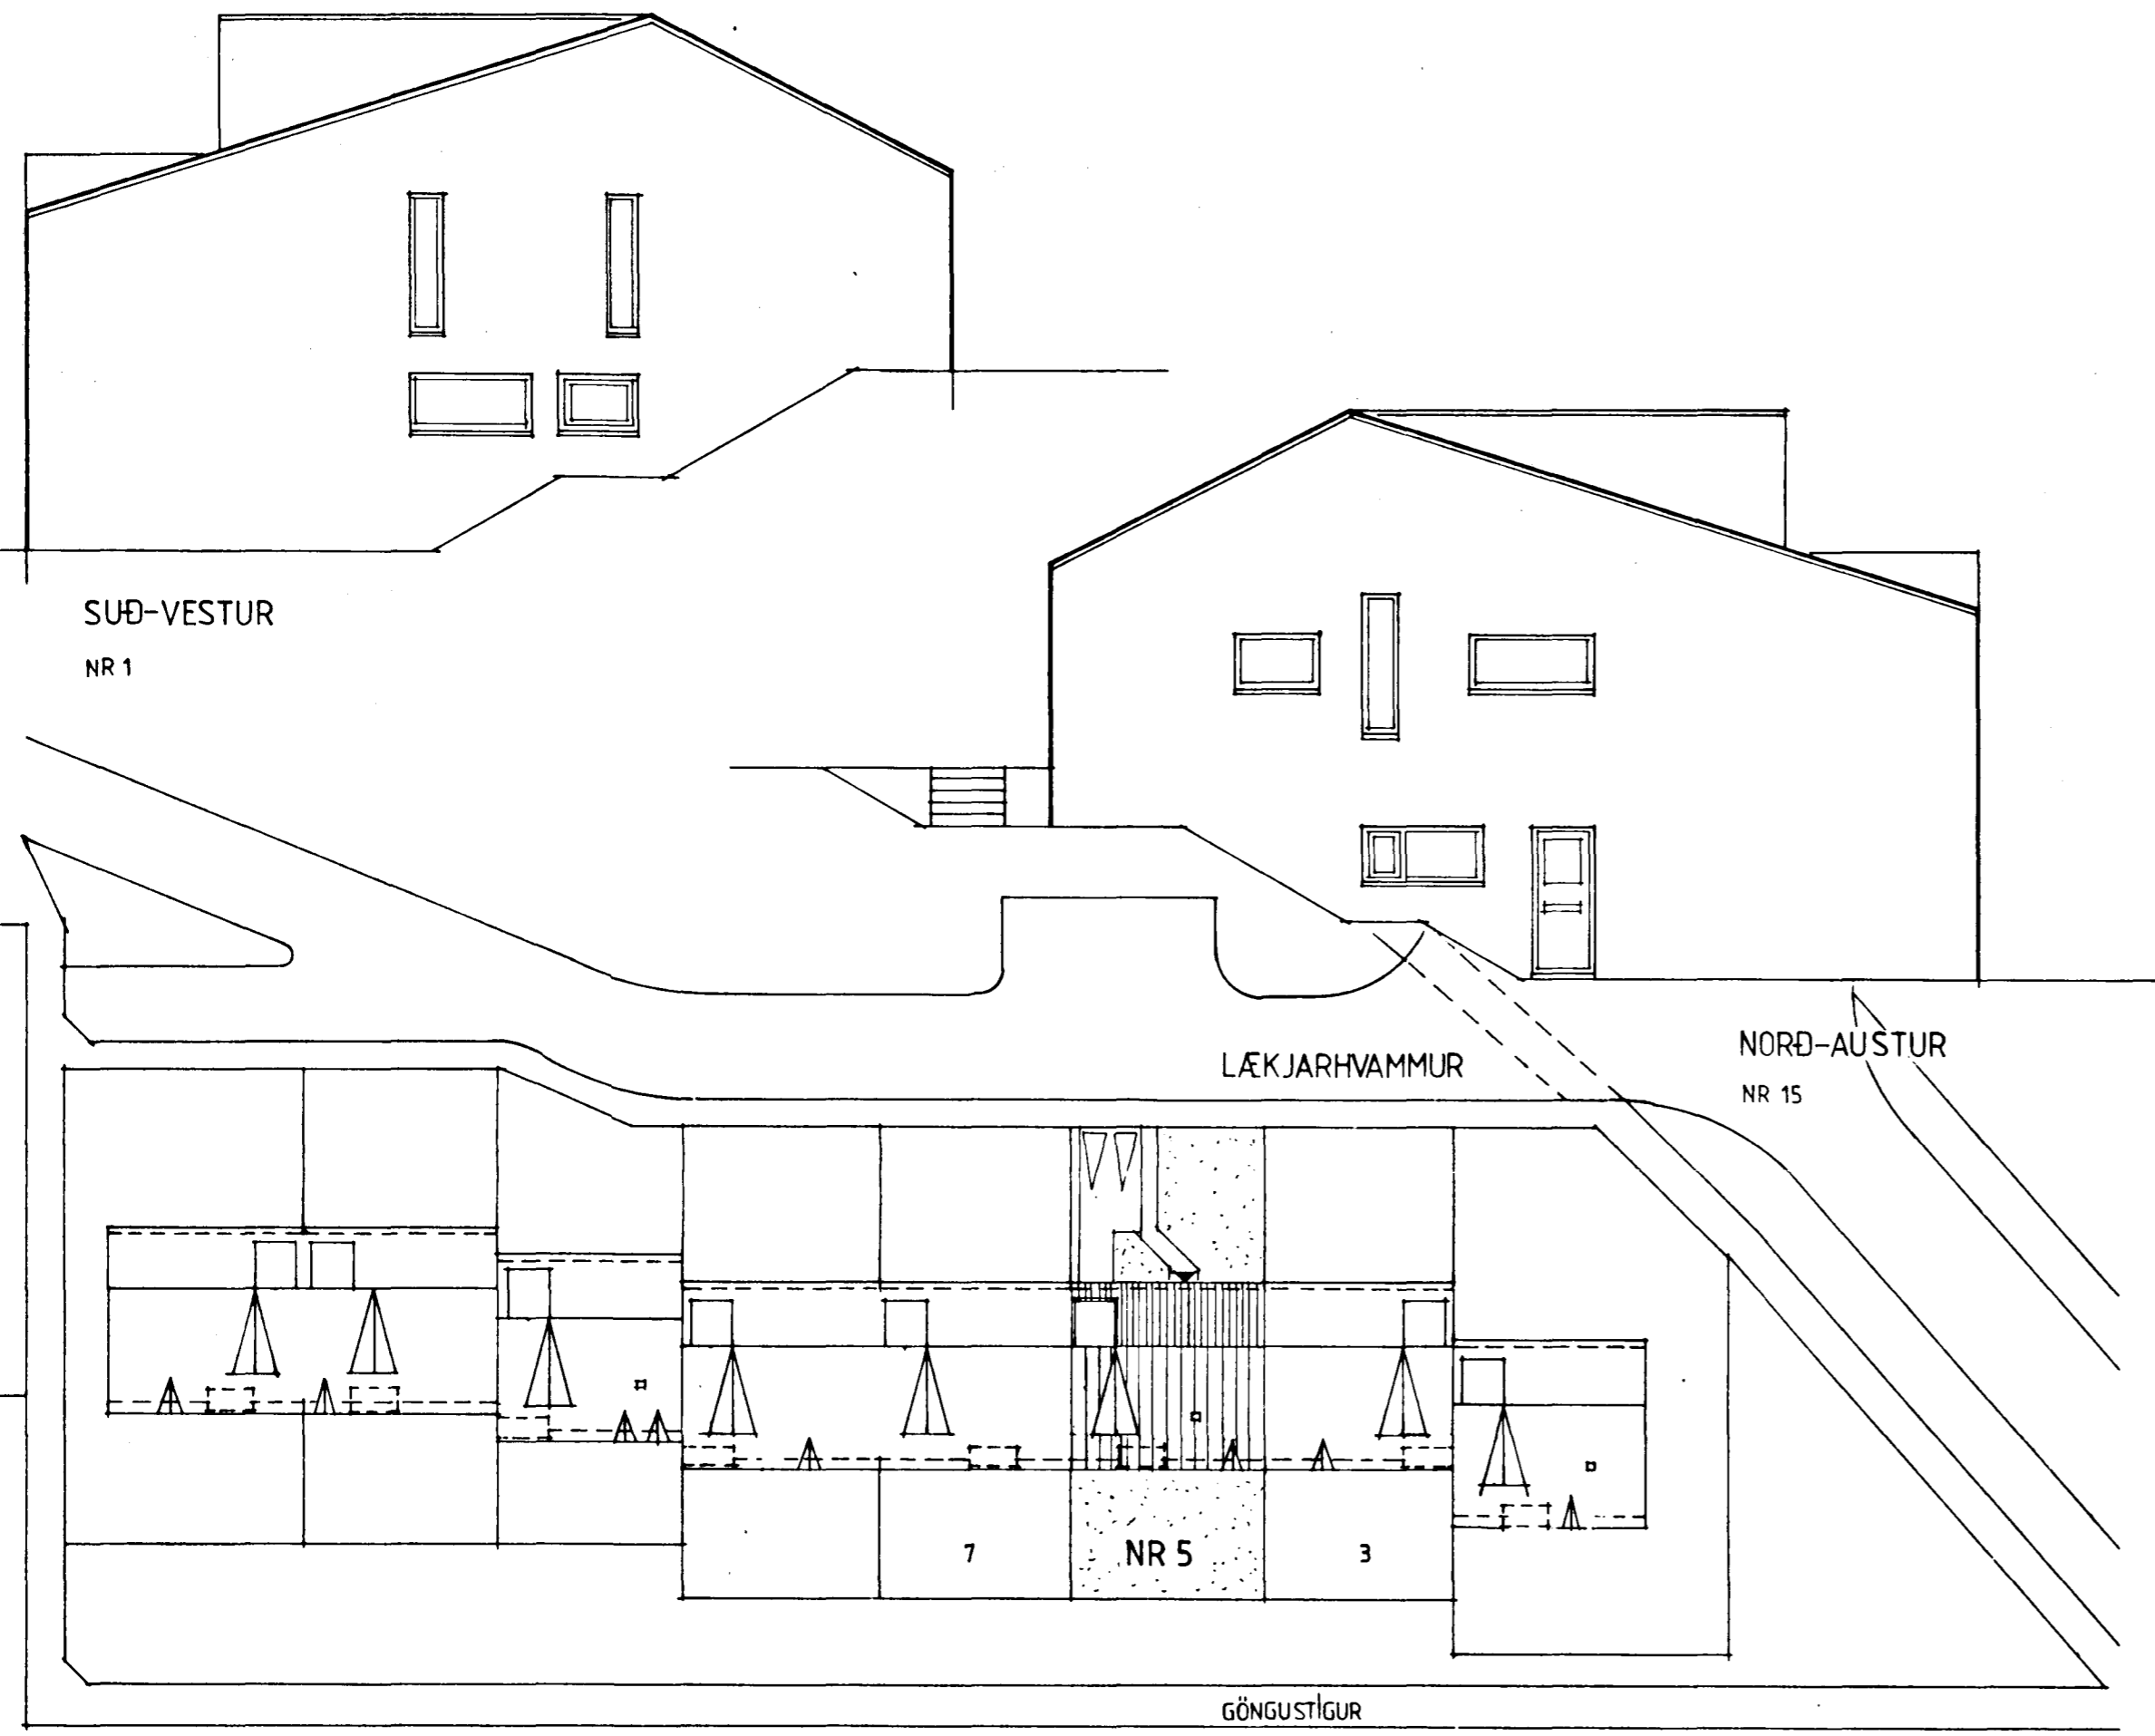 SUÐ-VESTUR
NR 1
NORÐ-AUSTUR
NR 15
LÆKJARHVAMMUR
7
NR 5
3
GÖNGUSTÍGUR